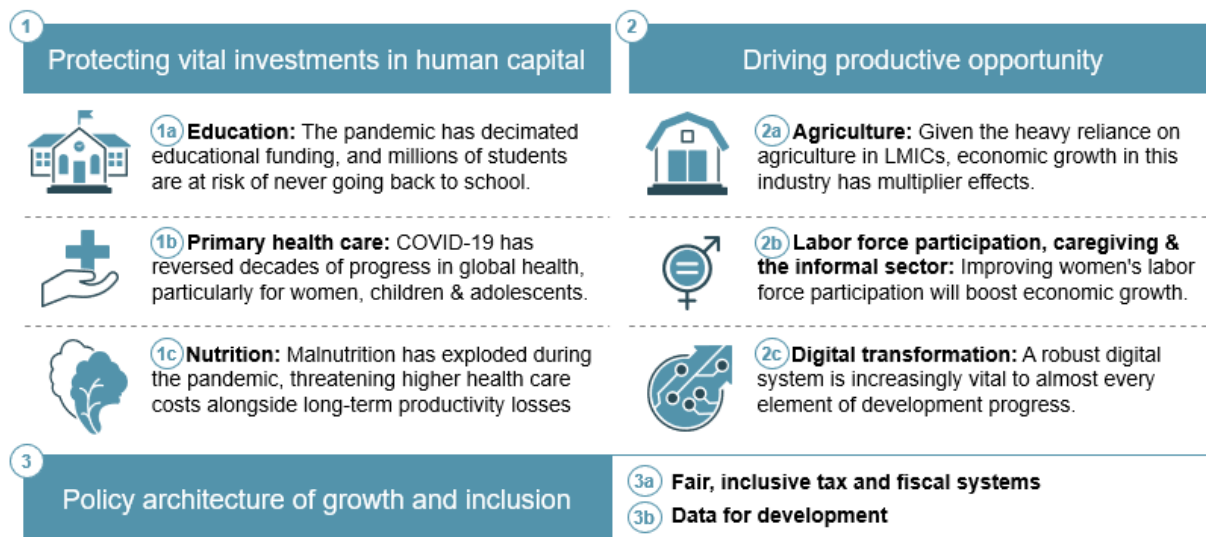 1
Protecting vital investments in human capital
1a Education: The pandemic has decimated
educational funding, and millions of students
are at risk of never going back to school.
1b Primary health care: COVID-19 has
reversed decades of progress in global health,
particularly for women, children & adolescents.
1c Nutrition: Malnutrition has exploded during
the pandemic, threatening higher health care
costs alongside long-term productivity losses
2
Driving productive opportunity
2a Agriculture: Given the heavy reliance on
agriculture in LMICs, economic growth in this
industry has multiplier effects.
2b Labor force participation, caregiving &
the informal sector: Improving women's labor
force participation will boost economic growth.
2c Digital transformation: A robust digital
system is increasingly vital to almost every
element of development progress.
3
Policy architecture of growth and inclusion
3a Fair, inclusive tax and fiscal systems
3b Data for development